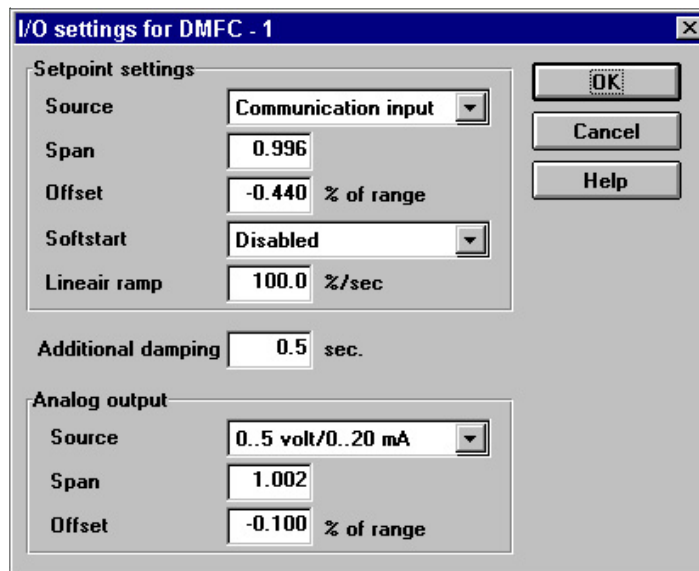 I/O settings for DMFC - 1
Setpoint settings
Source Communication input
Span 0.996
Offset -0.440 % of range
Softstart Disabled
Lineair ramp 100.0 %/sec
OK
Cancel
Help
Additional damping 0.5 sec.
Analog output
Source 0..5 volt/0..20 mA
Span 1.002
Offset -0.100 % of range